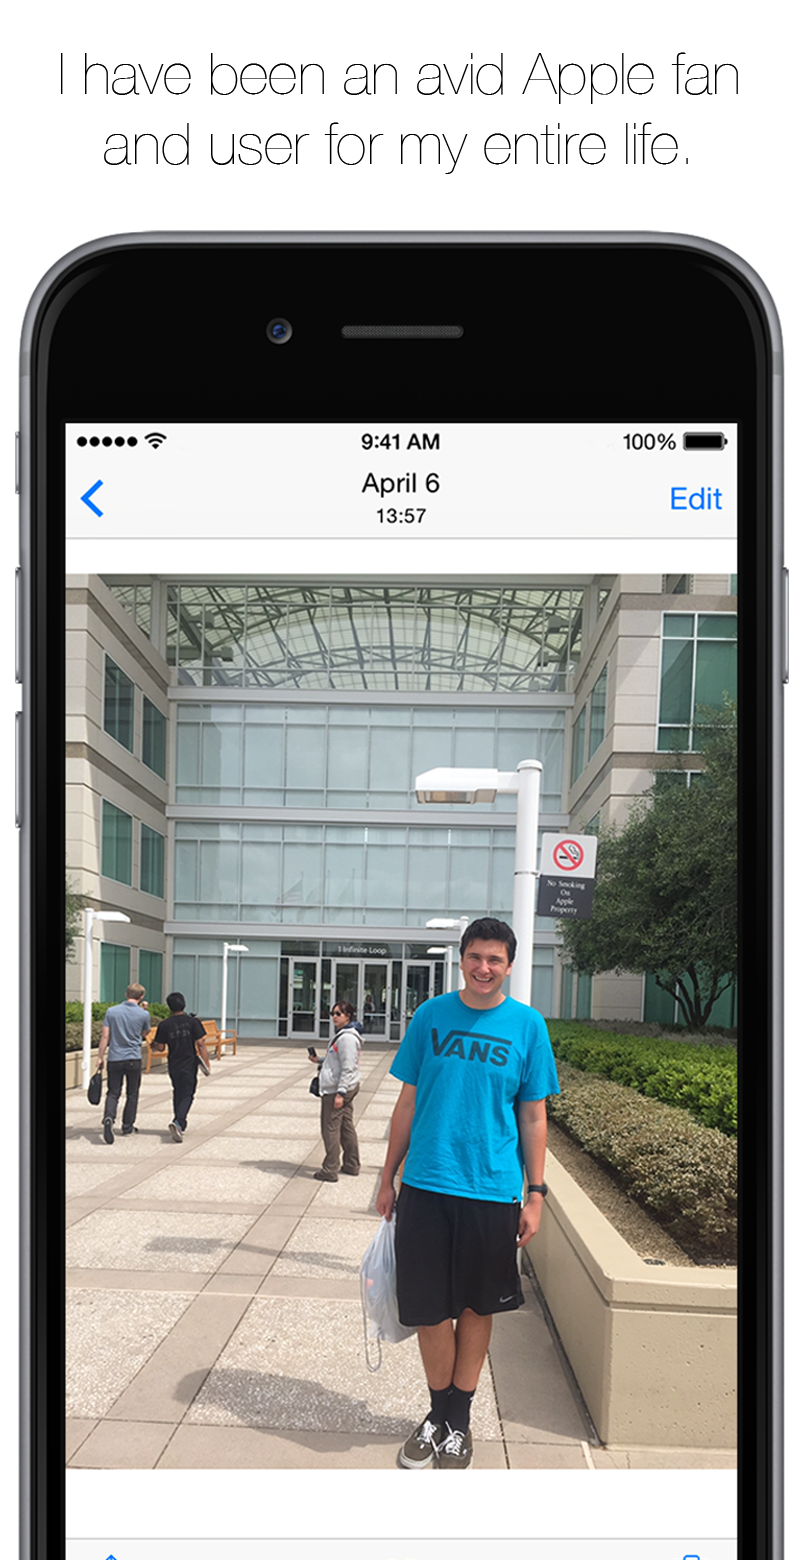 I have been an avid Apple fan
and user for my entire life.
9:41 AM
100%
April 6
13:57
Edit
1 Infinite Loop
No Smoking
On
Apple
Property
VANS